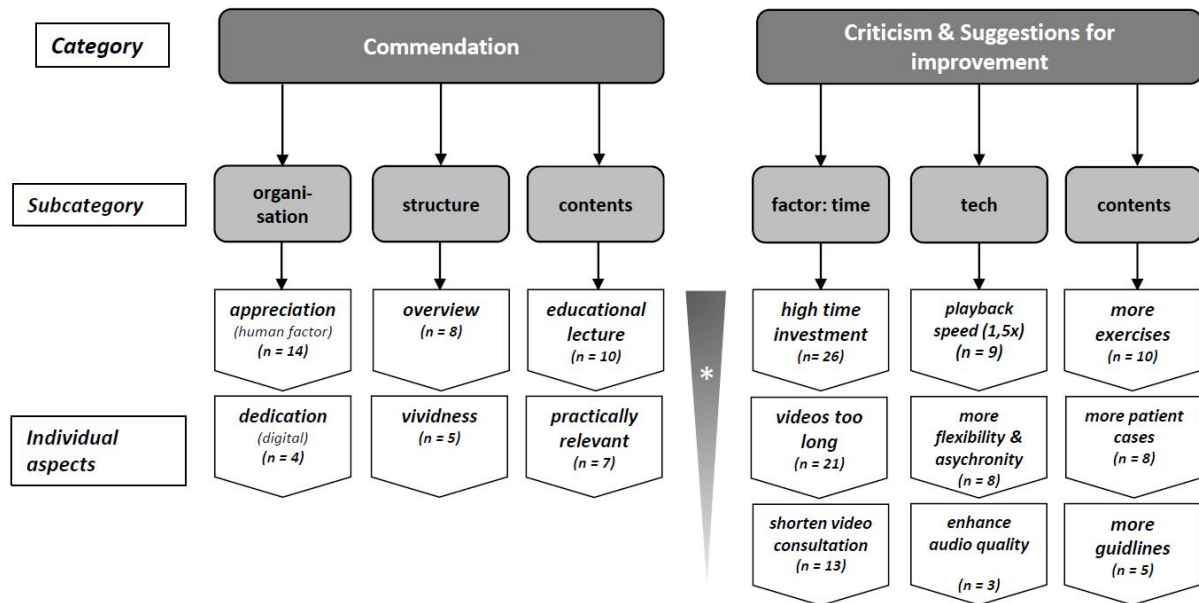 Category
Commendation
Criticism & Suggestions for
improvement
Subcategory
organi-
sation
structure
contents
factor: time
tech
contents
Individual
aspects
appreciation
(human factor)
(n = 14)
overview
(n = 8)
educational
lecture
(n = 10)
*
high time
investment
(n= 26)
playback
speed (1,5x)
(n = 9)
more
exercises
(n = 10)
dedication
(digital)
(n = 4)
vividness
(n = 5)
practically
relevant
(n = 7)
videos too
long
(n = 21)
more
flexibility &
asychronity
(n = 8)
more patient
cases
(n = 8)
shorten video
consultation
(n = 13)
enhance
audio quality
(n = 3)
more
guidlines
(n = 5)